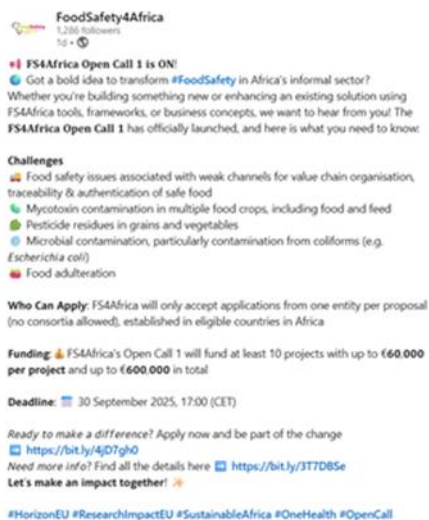 FoodSafety4Africa
1,286 followers
1d •
📢 FS4Africa Open Call 1 is ON!
🌍 Got a bold idea to transform #FoodSafety in Africa's informal sector?
Whether you're building something new or enhancing an existing solution using
FS4Africa tools, frameworks, or business concepts, we want to hear from you! The
FS4Africa Open Call 1 has officially launched, and here is what you need to know:
Challenges
🚚 Food safety issues associated with weak channels for value chain organisation,
traceability & authentication of safe food
🦠 Mycotoxin contamination in multiple food crops, including food and feed
Pesticide residues in grains and vegetables
Microbial contamination, particularly contamination from coliforms (e.g.
Escherichia coli)
Food adulteration
Who Can Apply: FS4Africa will only accept applications from one entity per proposal
(no consortia allowed), established in eligible countries in Africa
Funding: 💰 FS4Africa's Open Call 1 will fund at least 10 projects with up to €60,000
per project and up to €600,000 in total
Deadline: 📅 30 September 2025, 17:00 (CET)
Ready to make a difference? Apply now and be part of the change
➡️ https://bit.ly/4jD7gh0
Need more info? Find all the details here ➡️ https://bit.ly/3T7DBSe
Let's make an impact together! ✨
#HorizonEU #ResearchImpactEU #SustainableAfrica #OneHealth #OpenCall